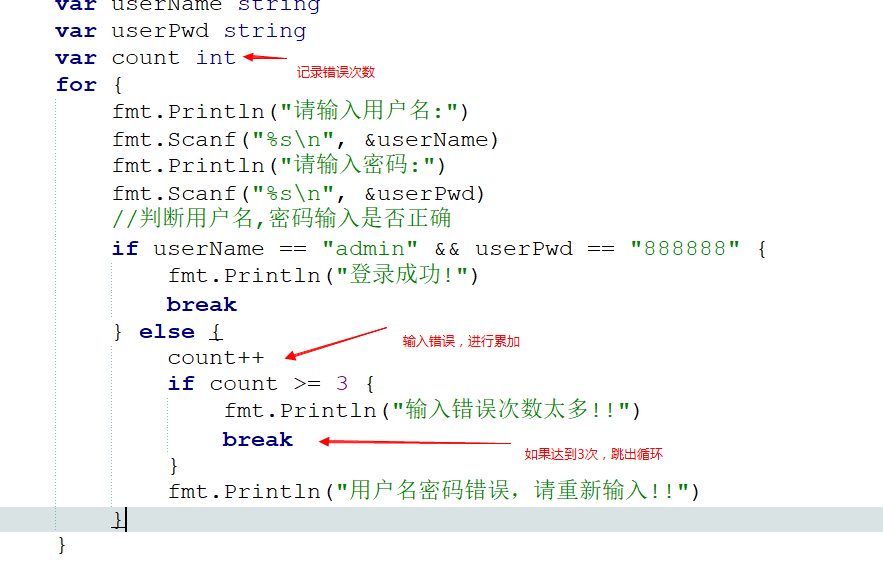 var userName string
var userPwd string
var count int
记录错误次数
for {
fmt.Println("请输入用户名:")
fmt.Scanf("%s\n", &userName)
fmt.Println("请输入密码:")
fmt.Scanf("%s\n", &userPwd)
//判断用户名,密码输入是否正确
if userName == "admin" && userPwd == "888888" {
fmt.Println("登录成功!")
break
} else {
输入错误，进行累加
count++
if count >= 3 {
fmt.Println("输入错误次数太多!!")
break
如果达到3次，跳出循环
}
fmt.Println("用户名密码错误，请重新输入!!")
}
}